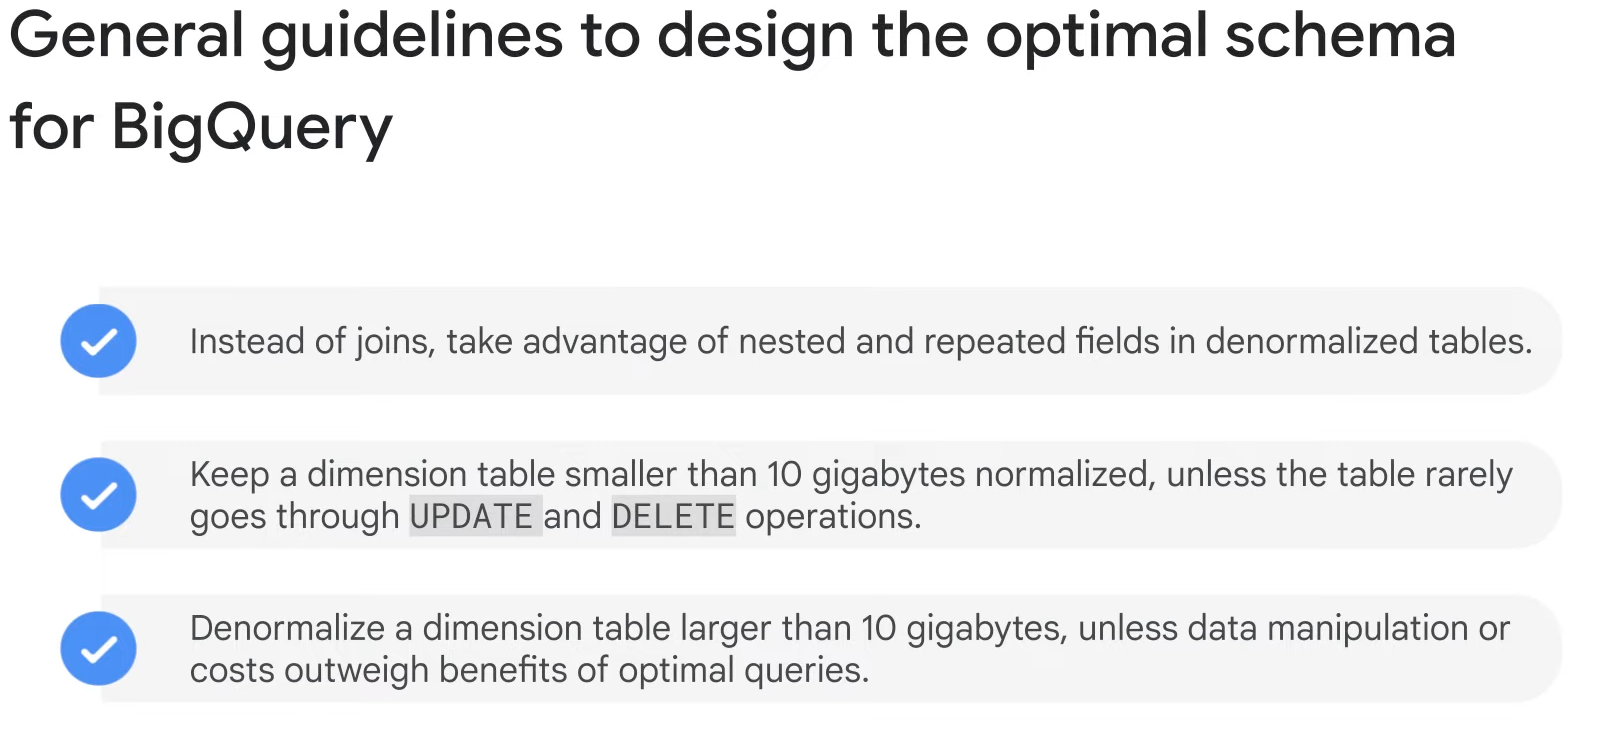 General guidelines to design the optimal schema
for BigQuery
Instead of joins, take advantage of nested and repeated fields in denormalized tables.
Keep a dimension table smaller than 10 gigabytes normalized, unless the table rarely
goes through UPDATE and DELETE operations.
Denormalize a dimension table larger than 10 gigabytes, unless data manipulation or
costs outweigh benefits of optimal queries.